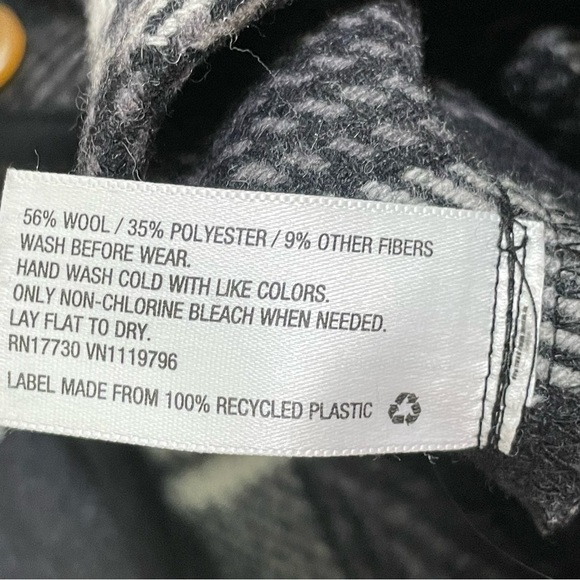 56% WOOL / 35% POLYESTER / 9% OTHER FIBERS
WASH BEFORE WEAR.
HAND WASH COLD WITH LIKE COLORS.
ONLY NON-CHLORINE BLEACH WHEN NEEDED.
LAY FLAT TO DRY.
RN17730 VN1119796
LABEL MADE FROM 100% RECYCLED PLASTIC